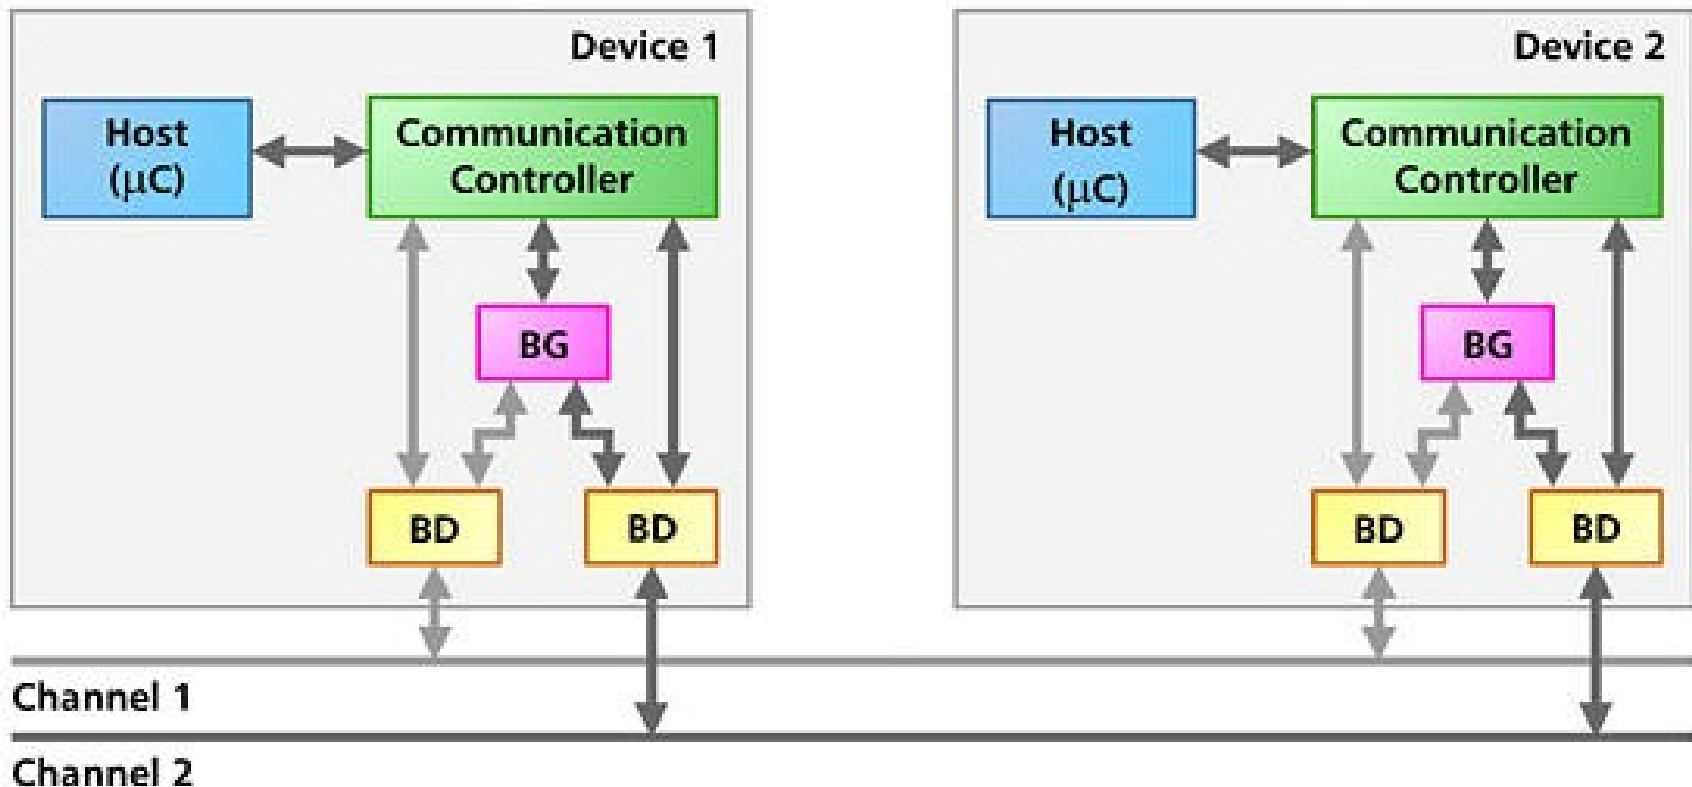 Device 1
Host
(μC)
Communication
Controller
BG
BD
BD
Device 2
Host
(μC)
Communication
Controller
BG
BD
BD
Channel 1
Channel 2